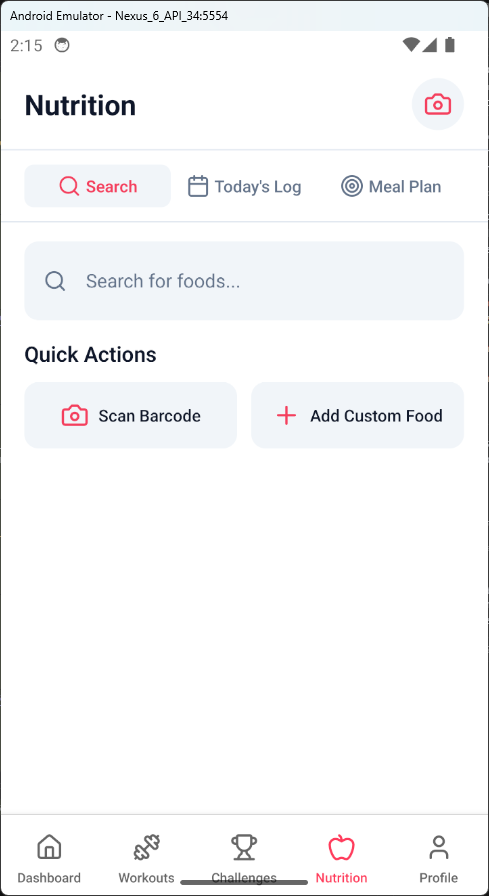 Android Emulator - Nexus_6_API_34:5554
2:15
Nutrition
Search Today's Log Meal Plan
Search for foods...
Quick Actions
Scan Barcode Add Custom Food
Dashboard Workouts Challenges Nutrition Profile